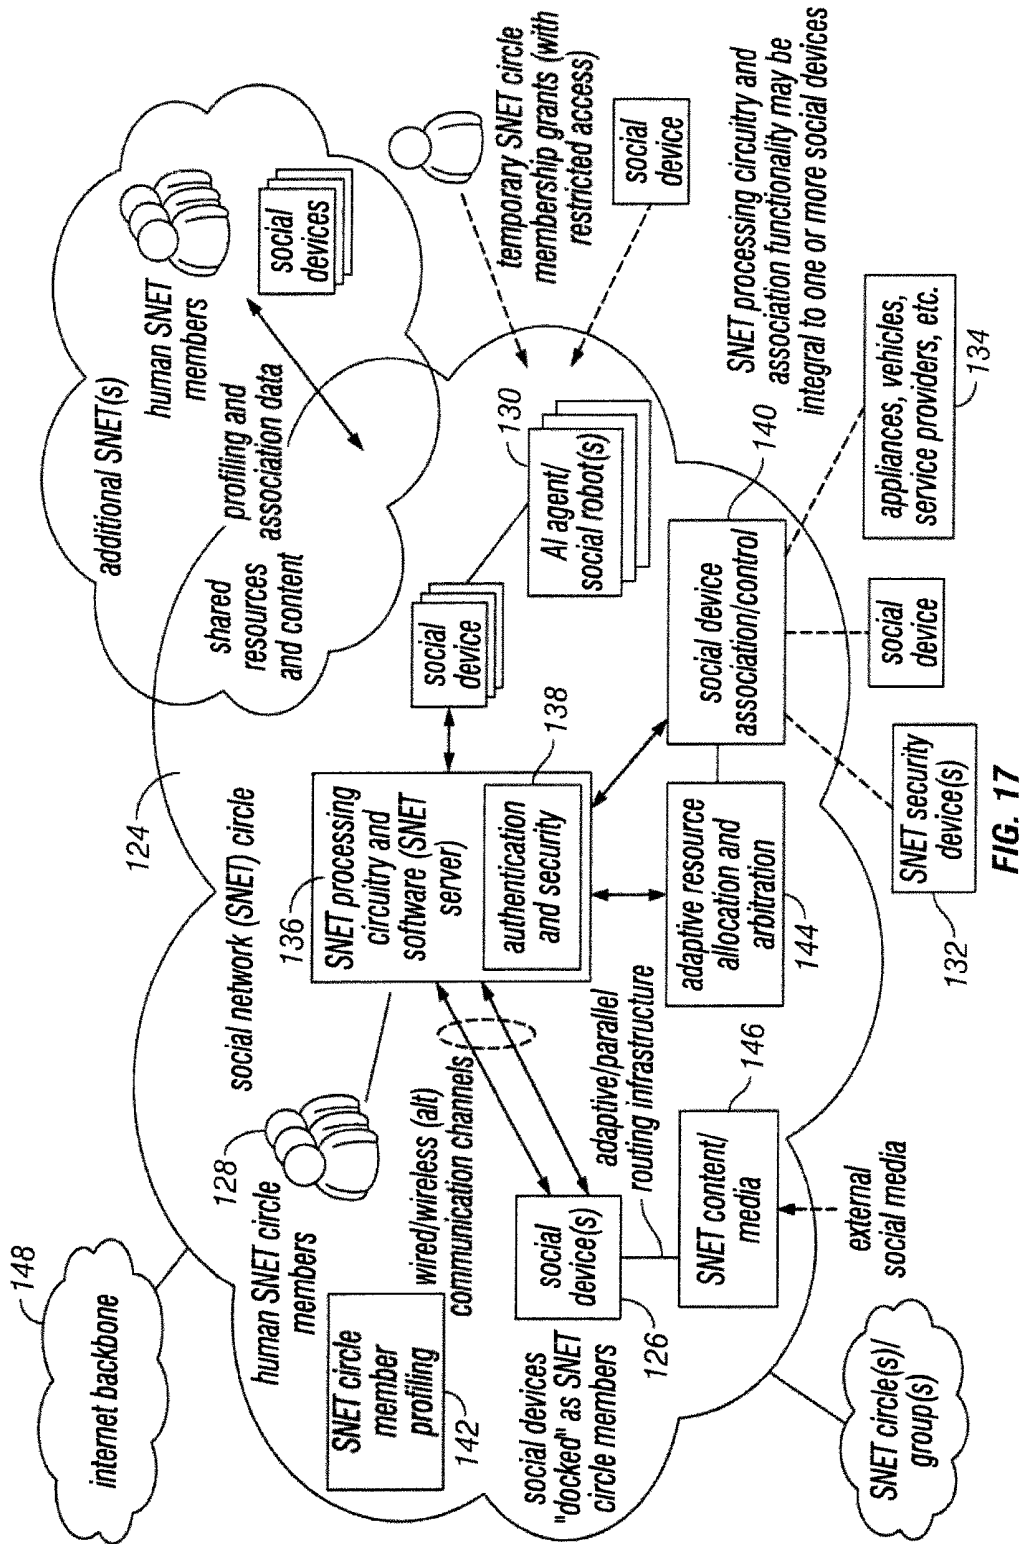 148
internet backbone
124
social network (SNET) circle
additional SNET(s)
human SNET
members
social
devices
profiling and
association data
shared
resources
and content
128
human SNET circle
members
SNET circle
member
profiling
142
136
SNET processing
circuitry and
software (SNET
server)
138
authentication
and security
social
device
130
AI agent/
social robot(s)
temporary SNET circle
membership grants (with
restricted access)
social
device
wired/wireless (alt)
communication channels
social devices
"docked" as SNET
circle members
social
device(s)
126
adaptive/parallel
routing infrastructure
146
SNET content/
media
external
social media
adaptive resource
allocation and
arbitration
144
social device
association/control
140
SNET processing circuitry and
association functionality may be
integral to one or more social devices
SNET circle(s)/
group(s)
SNET security
device(s)
132
social
device
appliances, vehicles,
service providers, etc.
134
FIG. 17